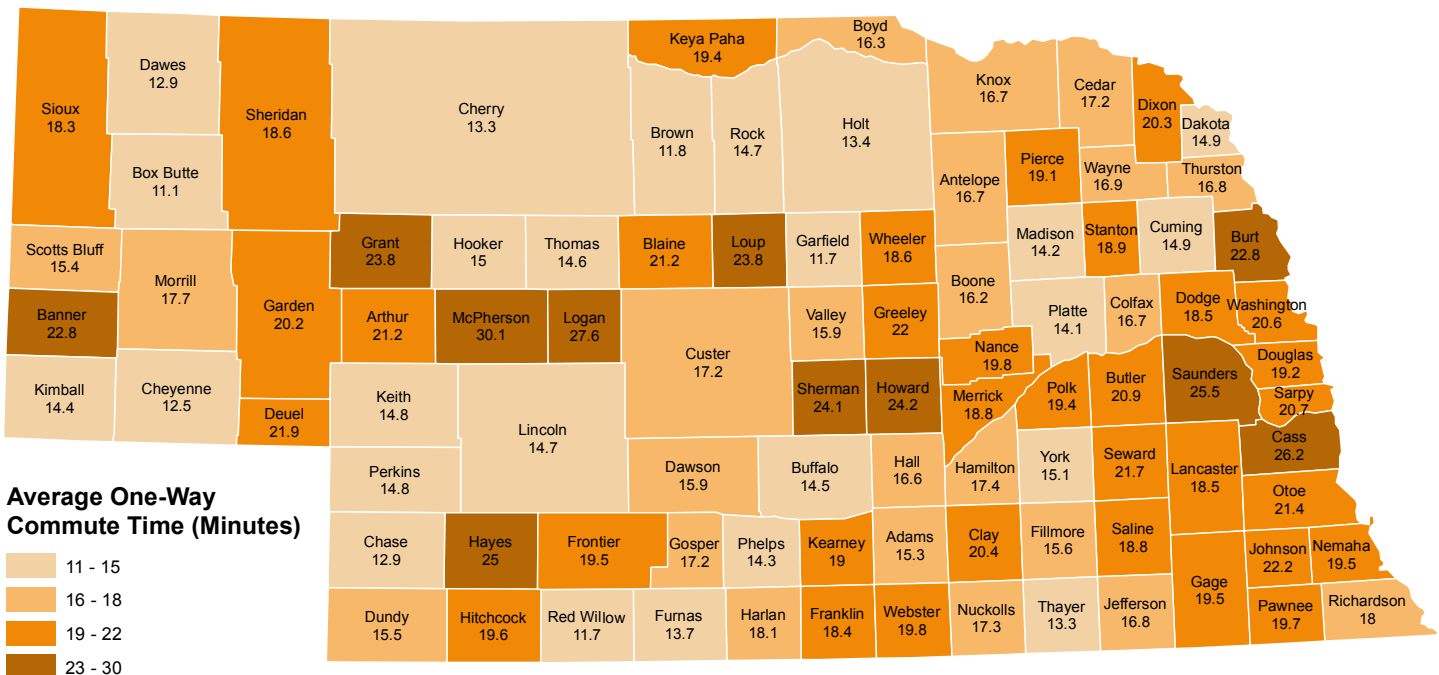 Boyd
16.3
Keya Paha
19.4
Dawes
12.9
Knox
16.7
Cedar
17.2
Sioux
18.3
Sheridan
18.6
Cherry
13.3
Dixon
20.3
Holt
13.4
Dakota
14.9
Brown
11.8
Rock
14.7
Pierce
19.1
Box Butte
11.1
Wayne
16.9
Thurston
16.8
Antelope
16.7
Madison
14.2
Stanton
18.9
Cuming
14.9
Burt
22.8
Scotts Bluff
15.4
Grant
23.8
Hooker
15
Thomas
14.6
Blaine
21.2
Loup
23.8
Garfield
11.7
Wheeler
18.6
Morrill
17.7
Boone
16.2
Garden
20.2
Banner
22.8
Arthur
21.2
McPherson
30.1
Logan
27.6
Valley
15.9
Greeley
22
Platte
14.1
Colfax
16.7
Dodge
18.5
Washington
20.6
Custer
17.2
Nance
19.8
Douglas
19.2
Kimball
14.4
Cheyenne
12.5
Keith
14.8
Sherman
24.1
Howard
24.2
Merrick
18.8
Polk
19.4
Butler
20.9
Saunders
25.5
Sarpy
20.7
Deuel
21.9
Lincoln
14.7
Cass
26.2
Perkins
14.8
Dawson
15.9
Buffalo
14.5
Hall
16.6
Hamilton
17.4
York
15.1
Seward
21.7
Lancaster
18.5
Otoe
21.4
Average One-Way
Commute Time (Minutes)
11 - 15
16 - 18
19 - 22
23 - 30
Chase
12.9
Hayes
25
Frontier
19.5
Gosper
17.2
Phelps
14.3
Kearney
19
Adams
15.3
Clay
20.4
Fillmore
15.6
Saline
18.8
Gage
19.5
Johnson
22.2
Nemaha
19.5
Dundy
15.5
Hitchcock
19.6
Red Willow
11.7
Furnas
13.7
Harlan
18.1
Franklin
18.4
Webster
19.8
Nuckolls
17.3
Thayer
13.3
Jefferson
16.8
Pawnee
19.7
Richardson
18